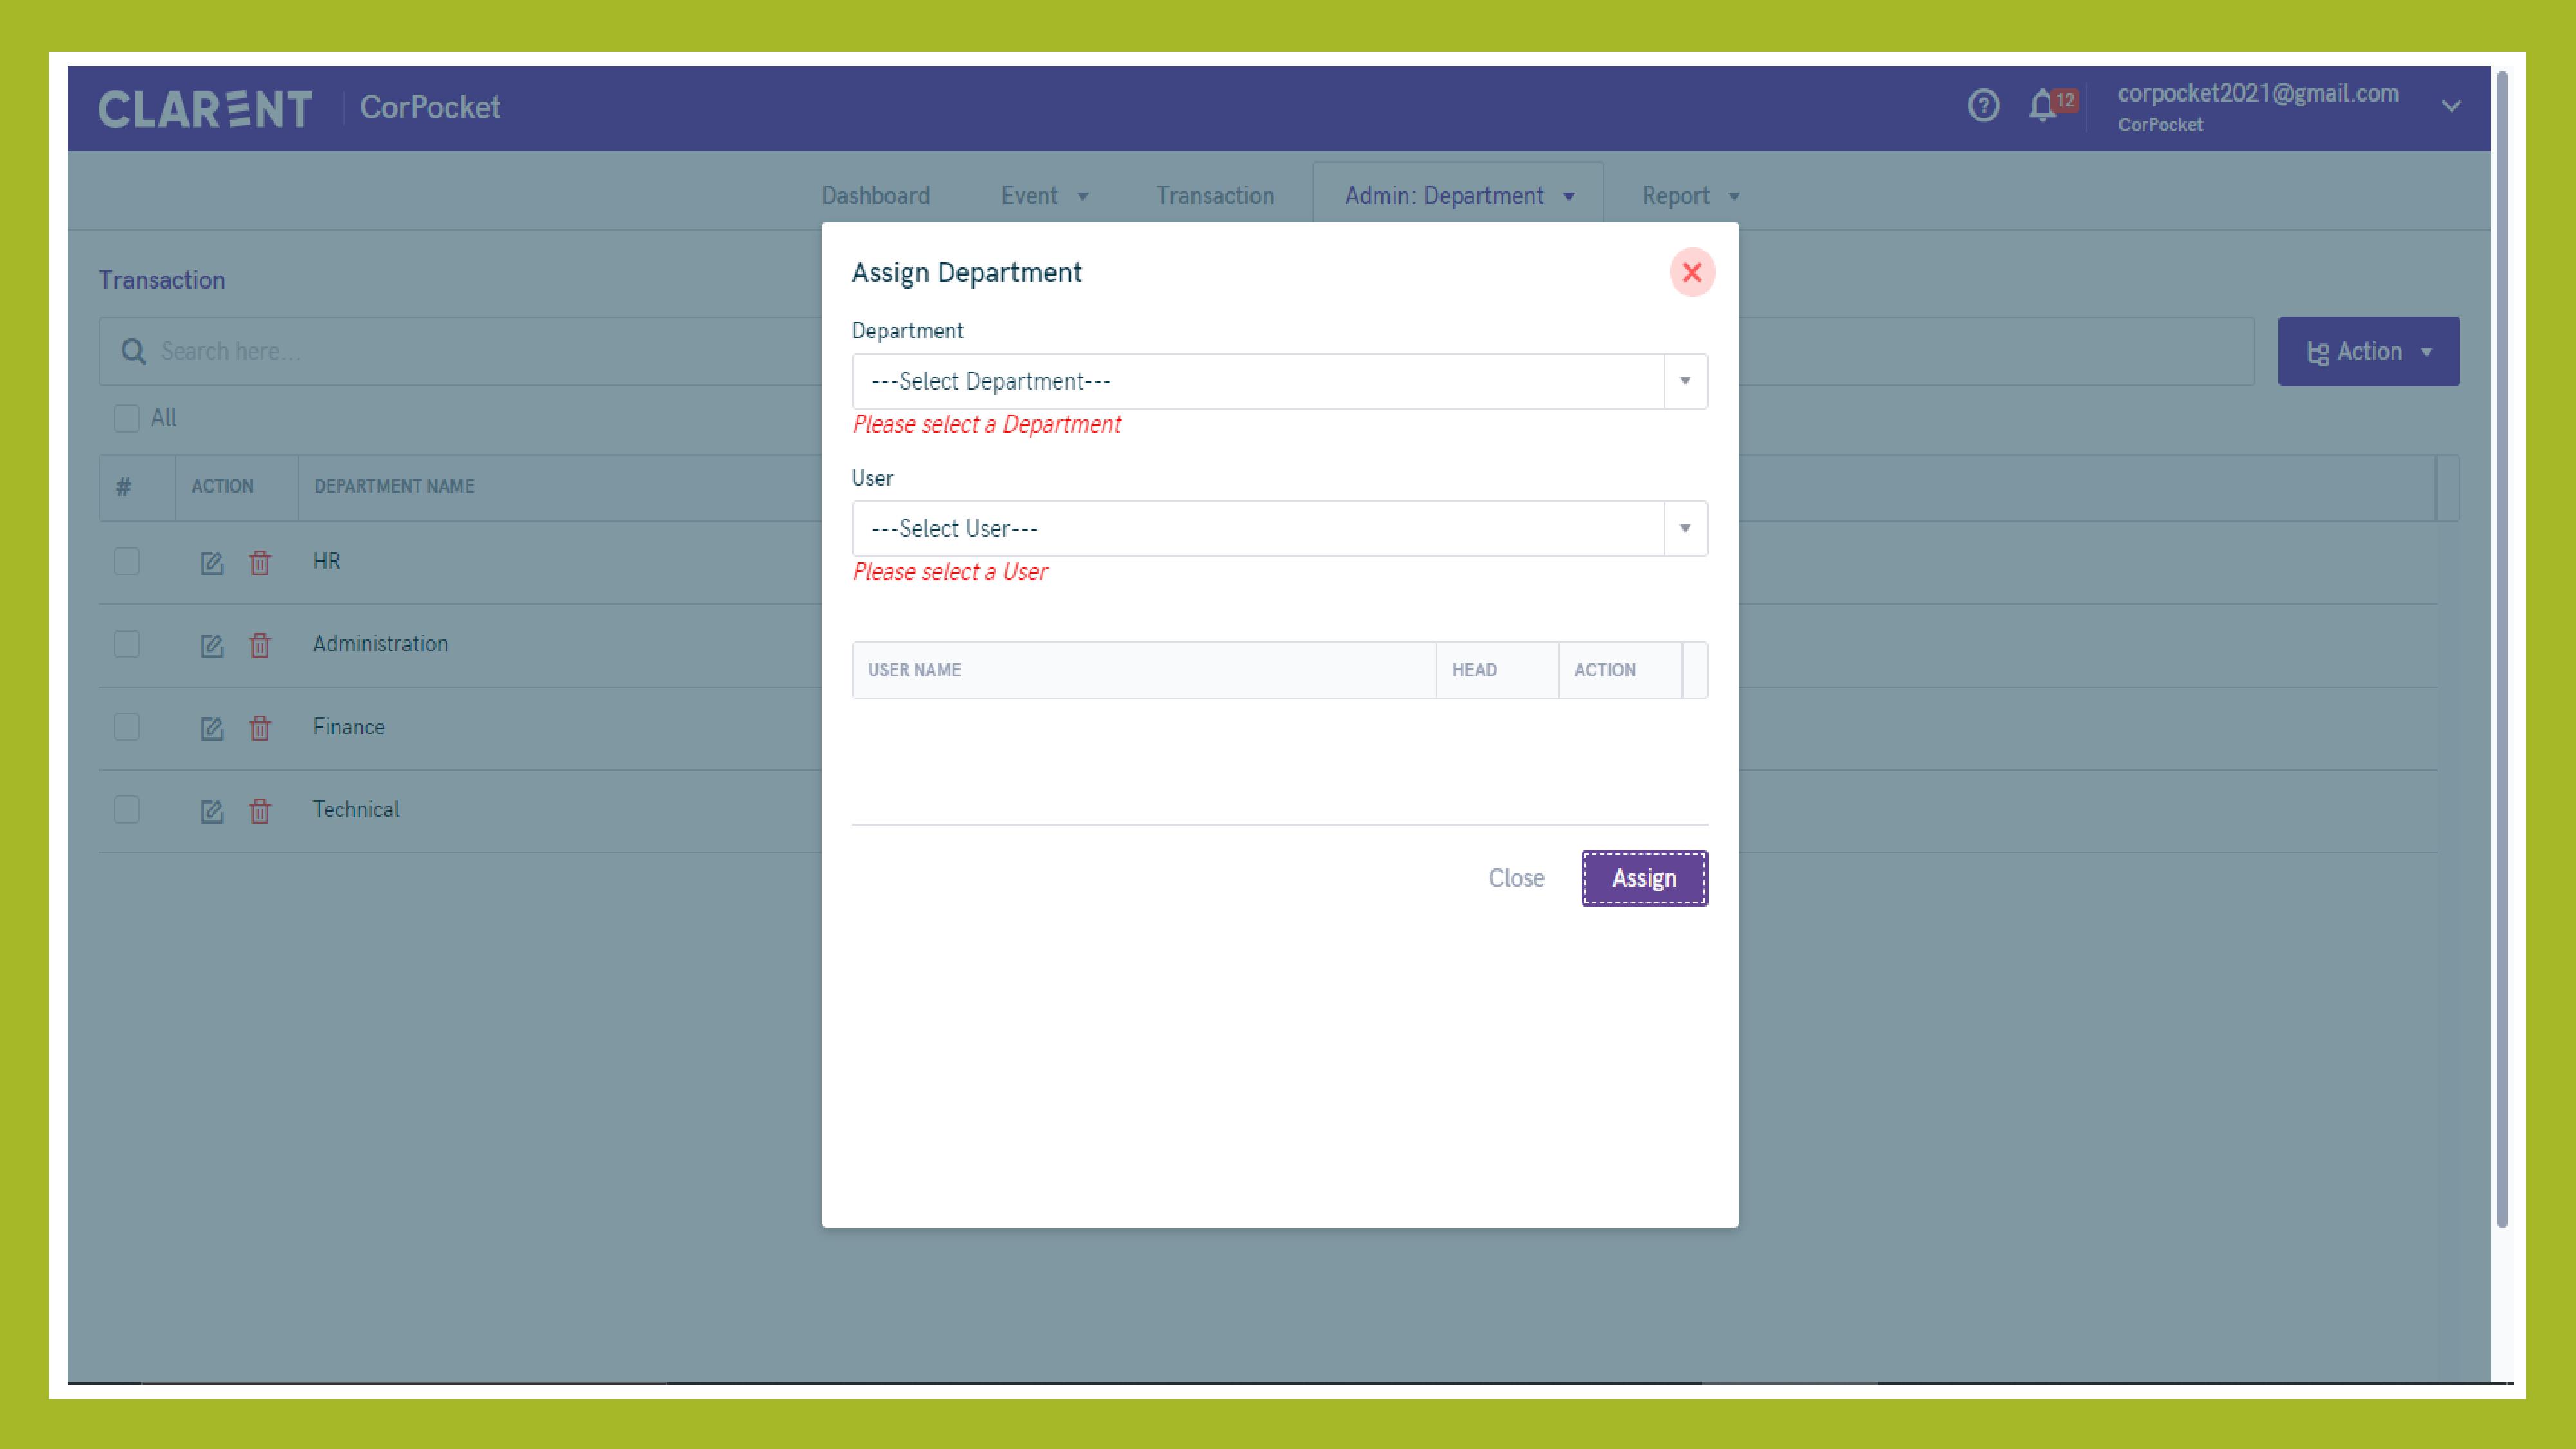 CLARENT CorPocket
12
corpocket2021@gmail.com
CorPocket
Dashboard Event Transaction Admin: Department Report
Transaction
Search here...
Action
All
# ACTION DEPARTMENT NAME
HR
Administration
Finance
Technical
Assign Department
Department
---Select Department---
Please select a Department
User
---Select User---
Please select a User
USER NAME HEAD ACTION
Close Assign